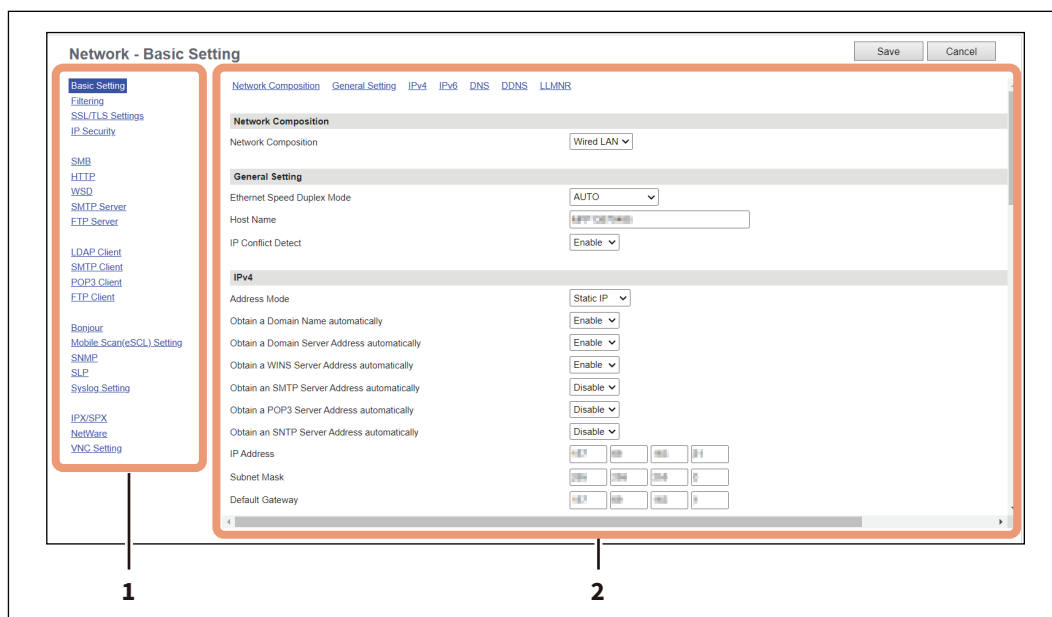 Network - Basic Setting
Save Cancel
Basic Setting
Filtering
SSL/TLS Settings
IP Security
SMB
HTTP
WSD
SMTP Server
FTP Server
LDAP Client
SMTP Client
POP3 Client
FTP Client
Bonjour
Mobile Scan(eSCL) Setting
SNMP
SLP
Syslog Setting
IPX/SPX
NetWare
VNC Setting
Network Composition General Setting IPv4 IPv6 DNS DDNS LLMNR
Network Composition
Network Composition Wired LAN
General Setting
Ethernet Speed Duplex Mode AUTO
Host Name
IP Conflict Detect Enable
IPv4
Address Mode Static IP
Obtain a Domain Name automatically Enable
Obtain a Domain Server Address automatically Enable
Obtain a WINS Server Address automatically Enable
Obtain an SMTP Server Address automatically Disable
Obtain a POP3 Server Address automatically Disable
Obtain an SNTP Server Address automatically Disable
IP Address
Subnet Mask
Default Gateway
1 2